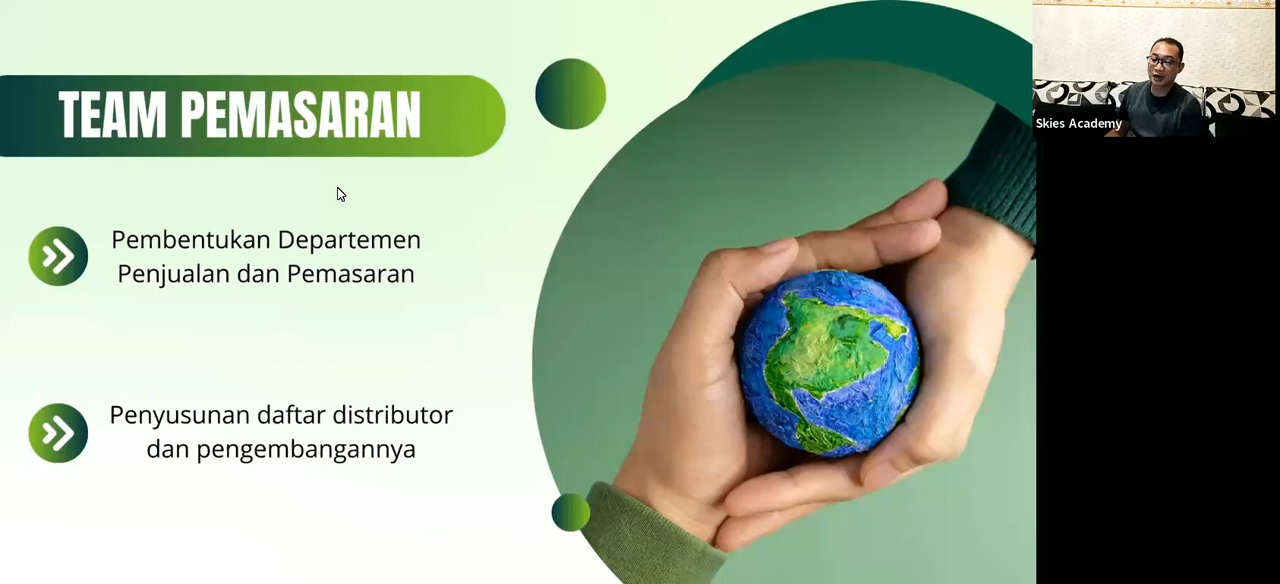 TEAM PEMASARAN
Pembentukan Departemen
Penjualan dan Pemasaran
Penyusunan daftar distributor
dan pengembangannya
Skies Academy